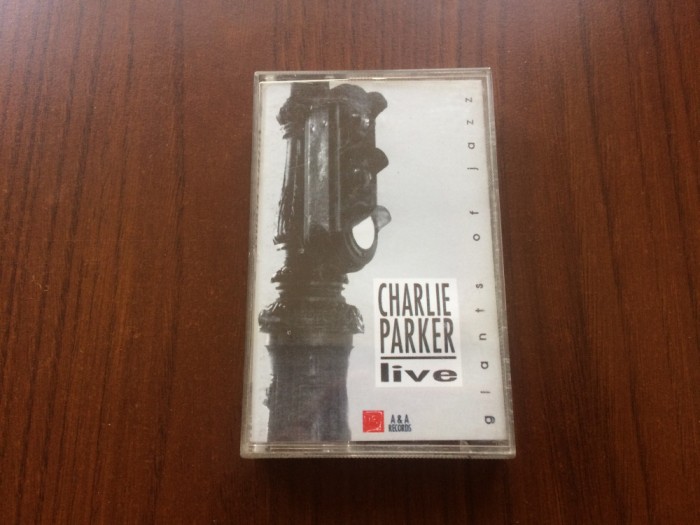 CHARLIE
PARKER
live
giants of jazz
A & A
RECORDS